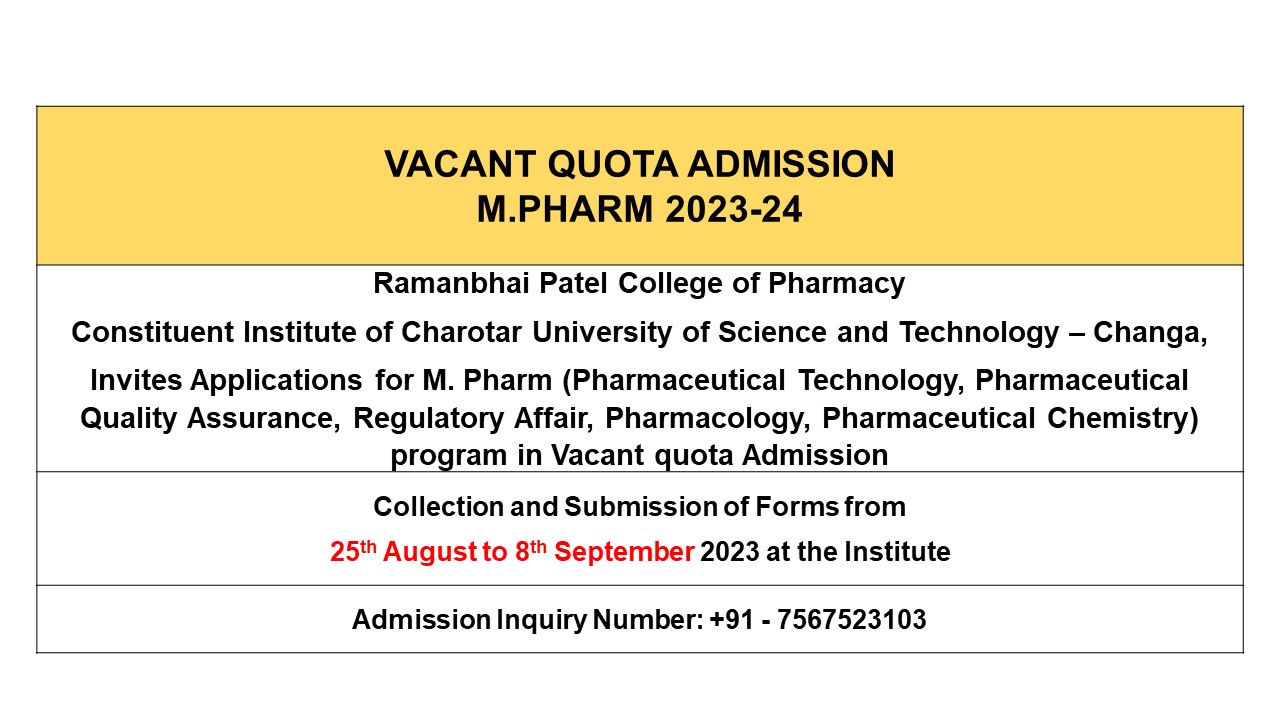 VACANT QUOTA ADMISSION
M.PHARM 2023-24
Ramanbhai Patel College of Pharmacy
Constituent Institute of Charotar University of Science and Technology – Changa,
Invites Applications for M. Pharm (Pharmaceutical Technology, Pharmaceutical
Quality Assurance, Regulatory Affair, Pharmacology, Pharmaceutical Chemistry)
program in Vacant quota Admission
Collection and Submission of Forms from
25th August to 8th September 2023 at the Institute
Admission Inquiry Number: +91 - 7567523103